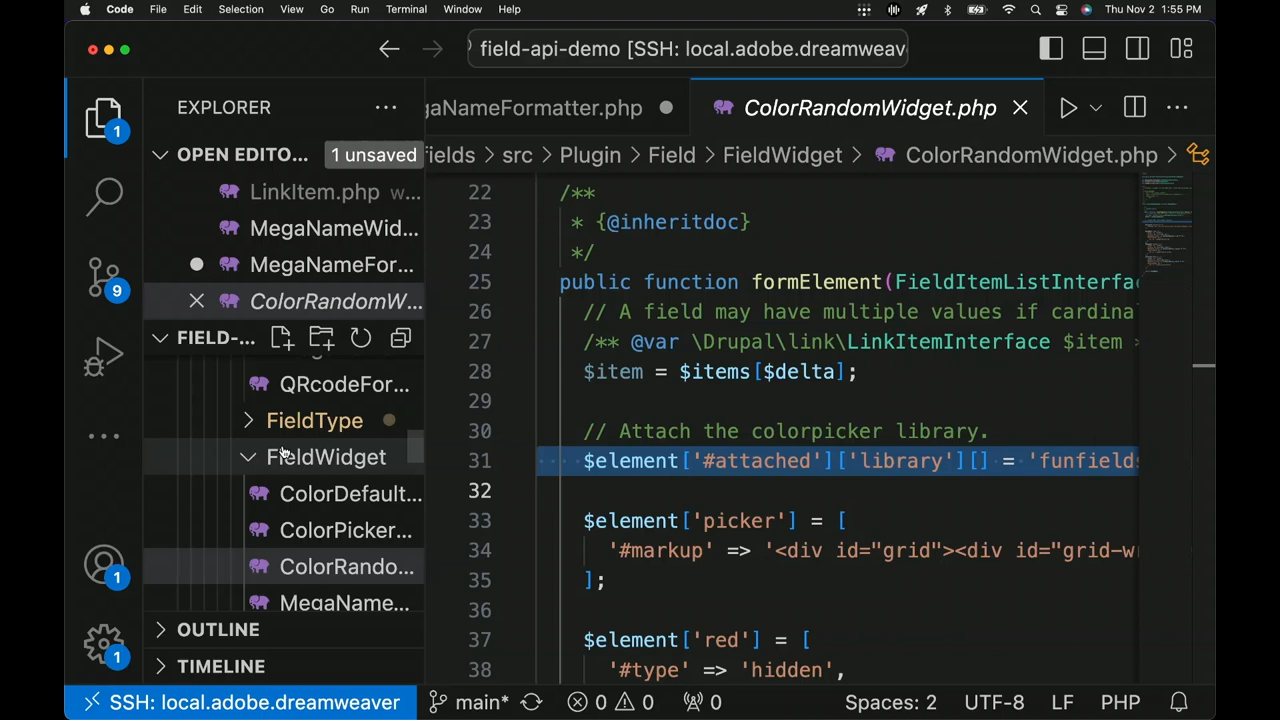 Code File Edit Selection View Go Run Terminal Window Help Thu Nov 2 1:55 PM
field-api-demo [SSH: local.adobe.dreamweav
EXPLORER
1
OPEN EDITO... 1 unsaved
LinkItem.php w...
MegaNameWid...
MegaNameFor...
ColorRandomW...
FIELD-...
9
QRcodeFor...
FieldType
FieldWidget
ColorDefault...
ColorPicker...
ColorRando...
MegaName...
OUTLINE
TIMELINE
1
1
gaNameFormatter.php
ColorRandomWidget.php
ields > src > Plugin > Field > FieldWidget > ColorRandomWidget.php >
22 /**
23 * {@inheritdoc}
24 */
25 public function formElement(FieldItemListInterfac
26 // A field may have multiple values if cardina
27 /** @var \Drupal\link\LinkItemInterface $item *
28 $item = $items[$delta];
29
30 // Attach the colorpicker library.
31 $element['#attached']['library'][] = 'funfields
32
33 $element['picker'] = [
34 '#markup' => '<div id="grid"><div id="grid-wr
35 ];
36
37 $element['red'] = [
38 '#type' => 'hidden',
SSH: local.adobe.dreamweaver main* 0 0 0 Spaces: 2 UTF-8 LF PHP